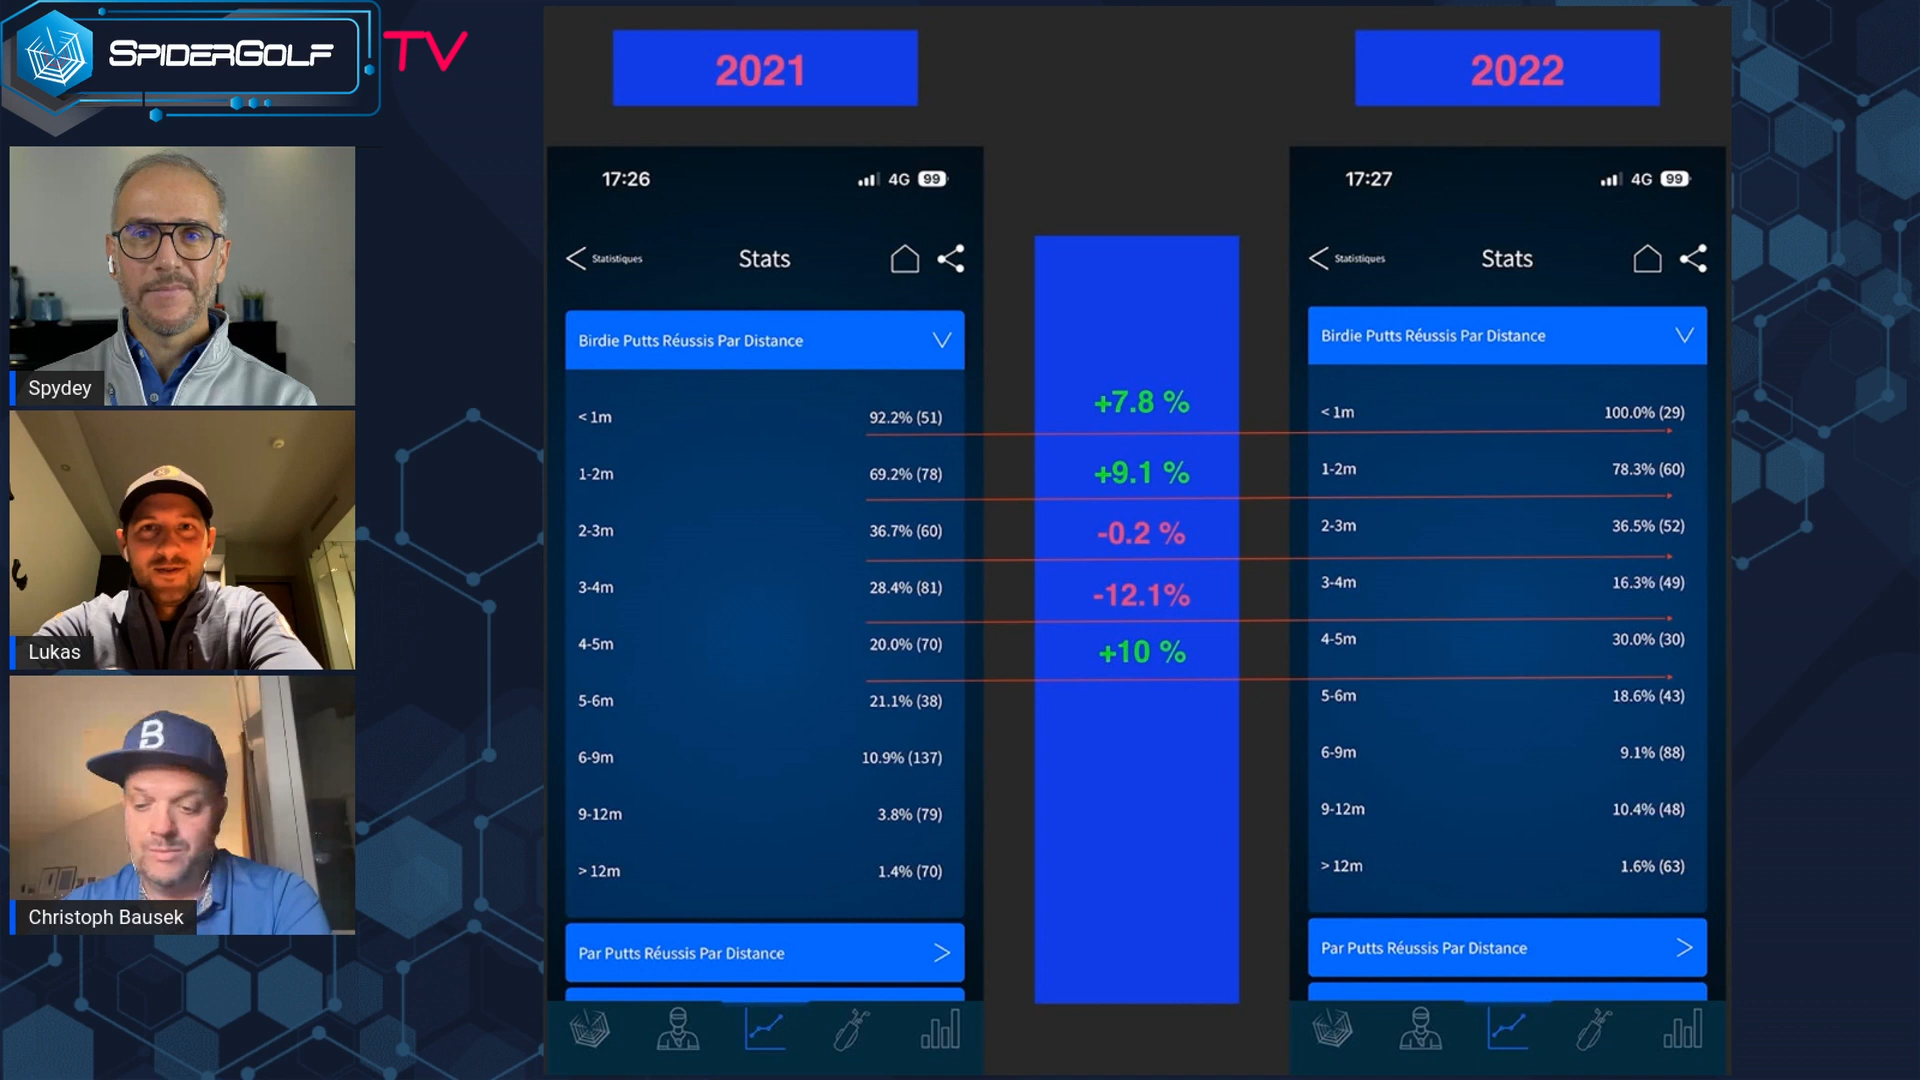 SPIDERGOLF TV
2021
2022
Spydey
Lukas
B
Christoph Bausek
17:26
4G 99
Statistiques
Stats
Birdie Putts Réussis Par Distance
< 1m 92.2% (51)
1-2m 69.2% (78)
2-3m 36.7% (60)
3-4m 28.4% (81)
4-5m 20.0% (70)
5-6m 21.1% (38)
6-9m 10.9% (137)
9-12m 3.8% (79)
> 12m 1.4% (70)
Par Putts Réussis Par Distance
+7.8 %
+9.1 %
-0.2 %
-12.1%
+10 %
17:27
4G 99
Statistiques
Stats
Birdie Putts Réussis Par Distance
< 1m 100.0% (29)
1-2m 78.3% (60)
2-3m 36.5% (52)
3-4m 16.3% (49)
4-5m 30.0% (30)
5-6m 18.6% (43)
6-9m 9.1% (88)
9-12m 10.4% (48)
> 12m 1.6% (63)
Par Putts Réussis Par Distance